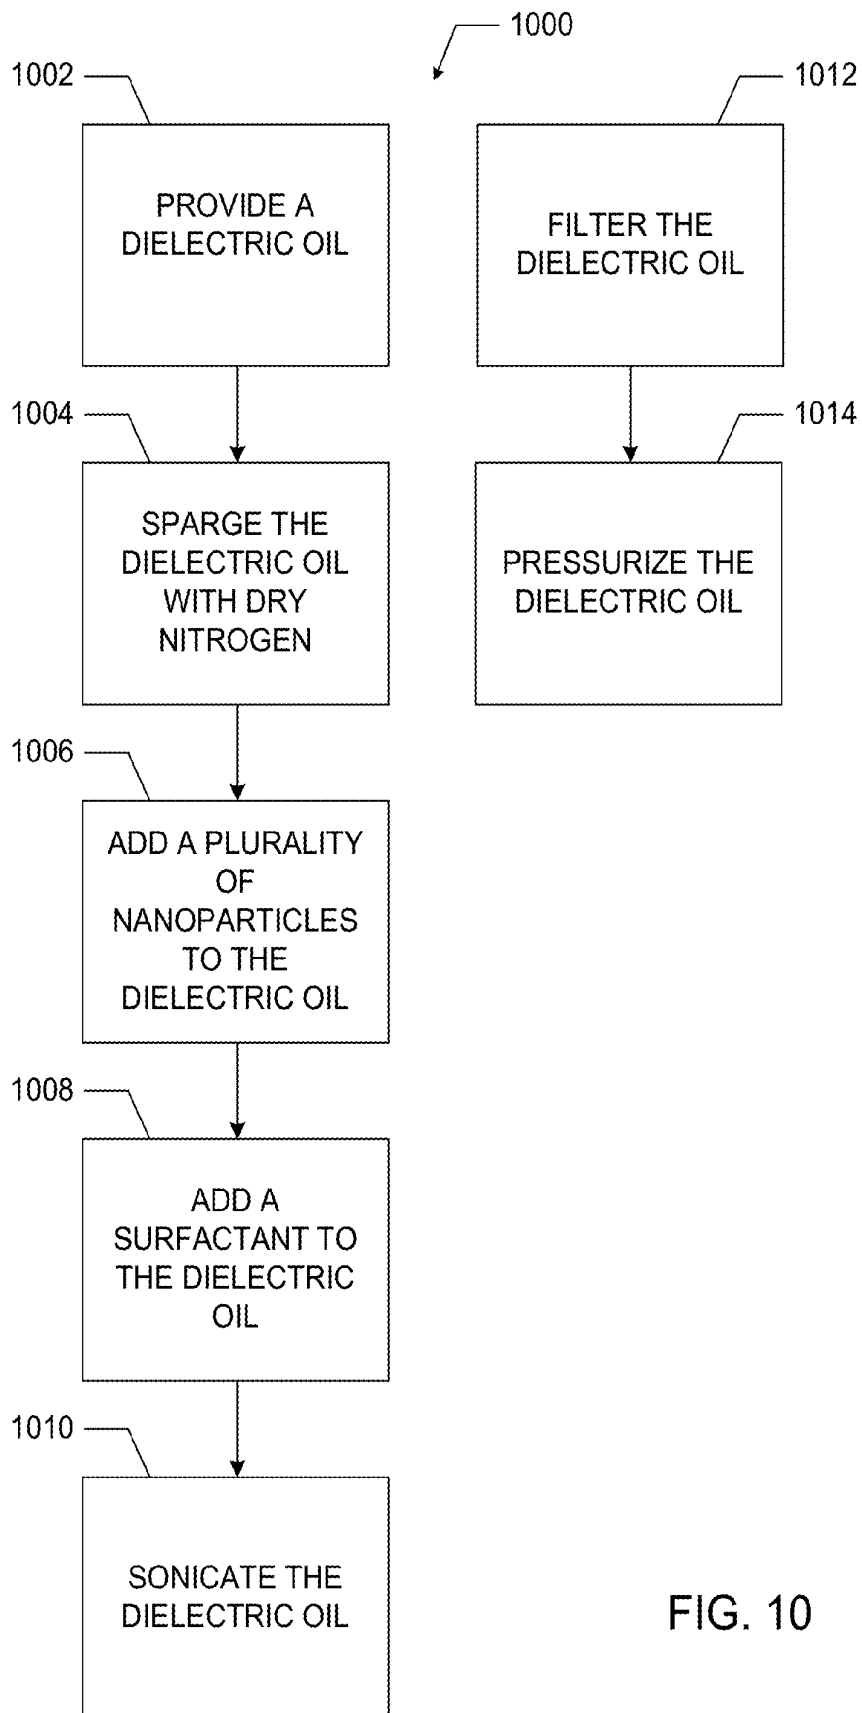 1000
1002
PROVIDE A
DIELECTRIC OIL
1004
SPARGE THE
DIELECTRIC OIL
WITH DRY
NITROGEN
1006
ADD A PLURALITY
OF
NANOPARTICLES
TO THE
DIELECTRIC OIL
1008
ADD A
SURFACTANT TO
THE DIELECTRIC
OIL
1010
SONICATE THE
DIELECTRIC OIL
1012
FILTER THE
DIELECTRIC OIL
1014
PRESSURIZE THE
DIELECTRIC OIL
FIG. 10